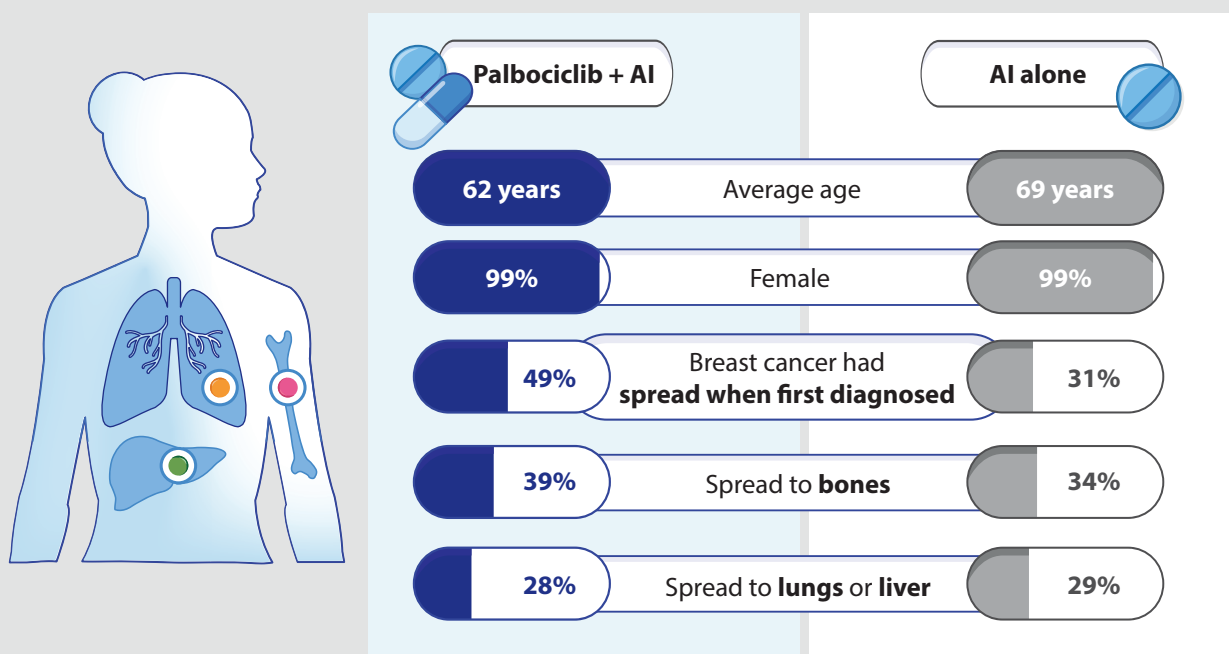 Palbociclib + AI
AI alone
62 years
Average age
69 years
99%
Female
99%
49%
Breast cancer had
spread when first diagnosed
31%
39%
Spread to bones
34%
28%
Spread to lungs or liver
29%